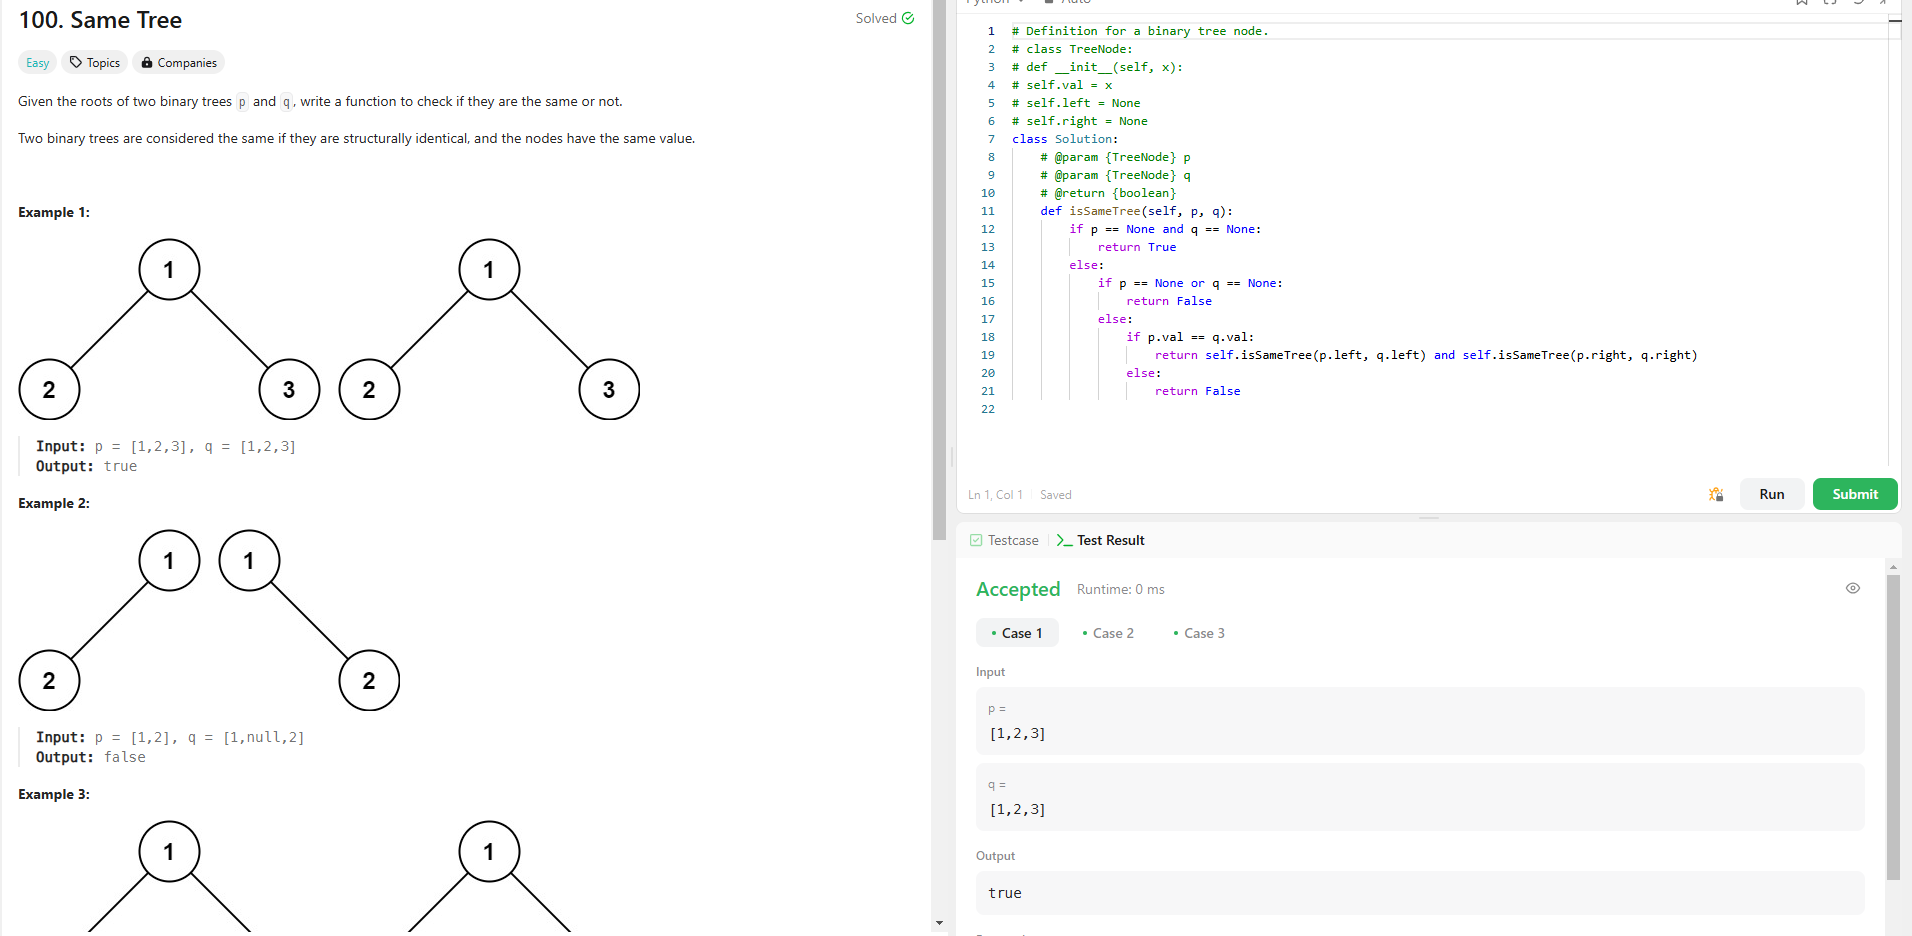 100. Same Tree
Solved
Easy
Topics
Companies
Given the roots of two binary trees p and q, write a function to check if they are the same or not.
Two binary trees are considered the same if they are structurally identical, and the nodes have the same value.
Example 1:
1
1
2
3
2
3
Input: p = [1,2,3], q = [1,2,3]
Output: true
Example 2:
1
1
2
2
Input: p = [1,2], q = [1,null,2]
Output: false
Example 3:
1
1
Python
Auto
1 # Definition for a binary tree node.
2 # class TreeNode:
3 # def __init__(self, x):
4 # self.val = x
5 # self.left = None
6 # self.right = None
7 class Solution:
8 # @param {TreeNode} p
9 # @param {TreeNode} q
10 # @return {boolean}
11 def isSameTree(self, p, q):
12 if p == None and q == None:
13 return True
14 else:
15 if p == None or q == None:
16 return False
17 else:
18 if p.val == q.val:
19 return self.isSameTree(p.left, q.left) and self.isSameTree(p.right, q.right)
20 else:
21 return False
22
Ln 1, Col 1
Saved
Run
Submit
Testcase
Test Result
Accepted
Runtime: 0 ms
Case 1
Case 2
Case 3
Input
p =
[1,2,3]
q =
[1,2,3]
Output
true